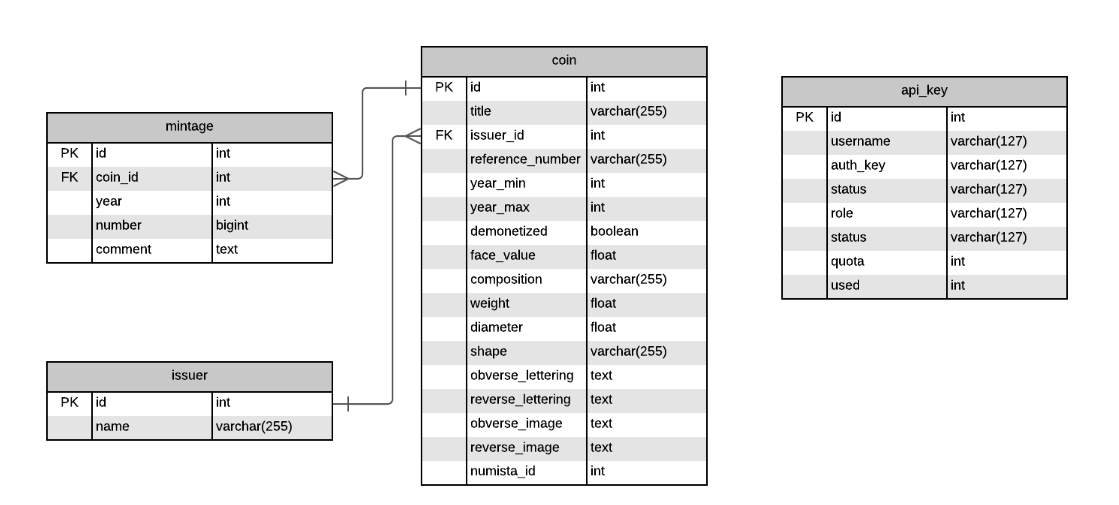 mintage
PK id int
FK coin_id int
year int
number bigint
comment text
issuer
PK id int
name varchar(255)
coin
PK id int
title varchar(255)
FK issuer_id int
reference_number varchar(255)
year_min int
year_max int
demonetized boolean
face_value float
composition varchar(255)
weight float
diameter float
shape varchar(255)
obverse_lettering text
reverse_lettering text
obverse_image text
reverse_image text
numista_id int
api_key
PK id int
username varchar(127)
auth_key varchar(127)
status varchar(127)
role varchar(127)
status varchar(127)
quota int
used int